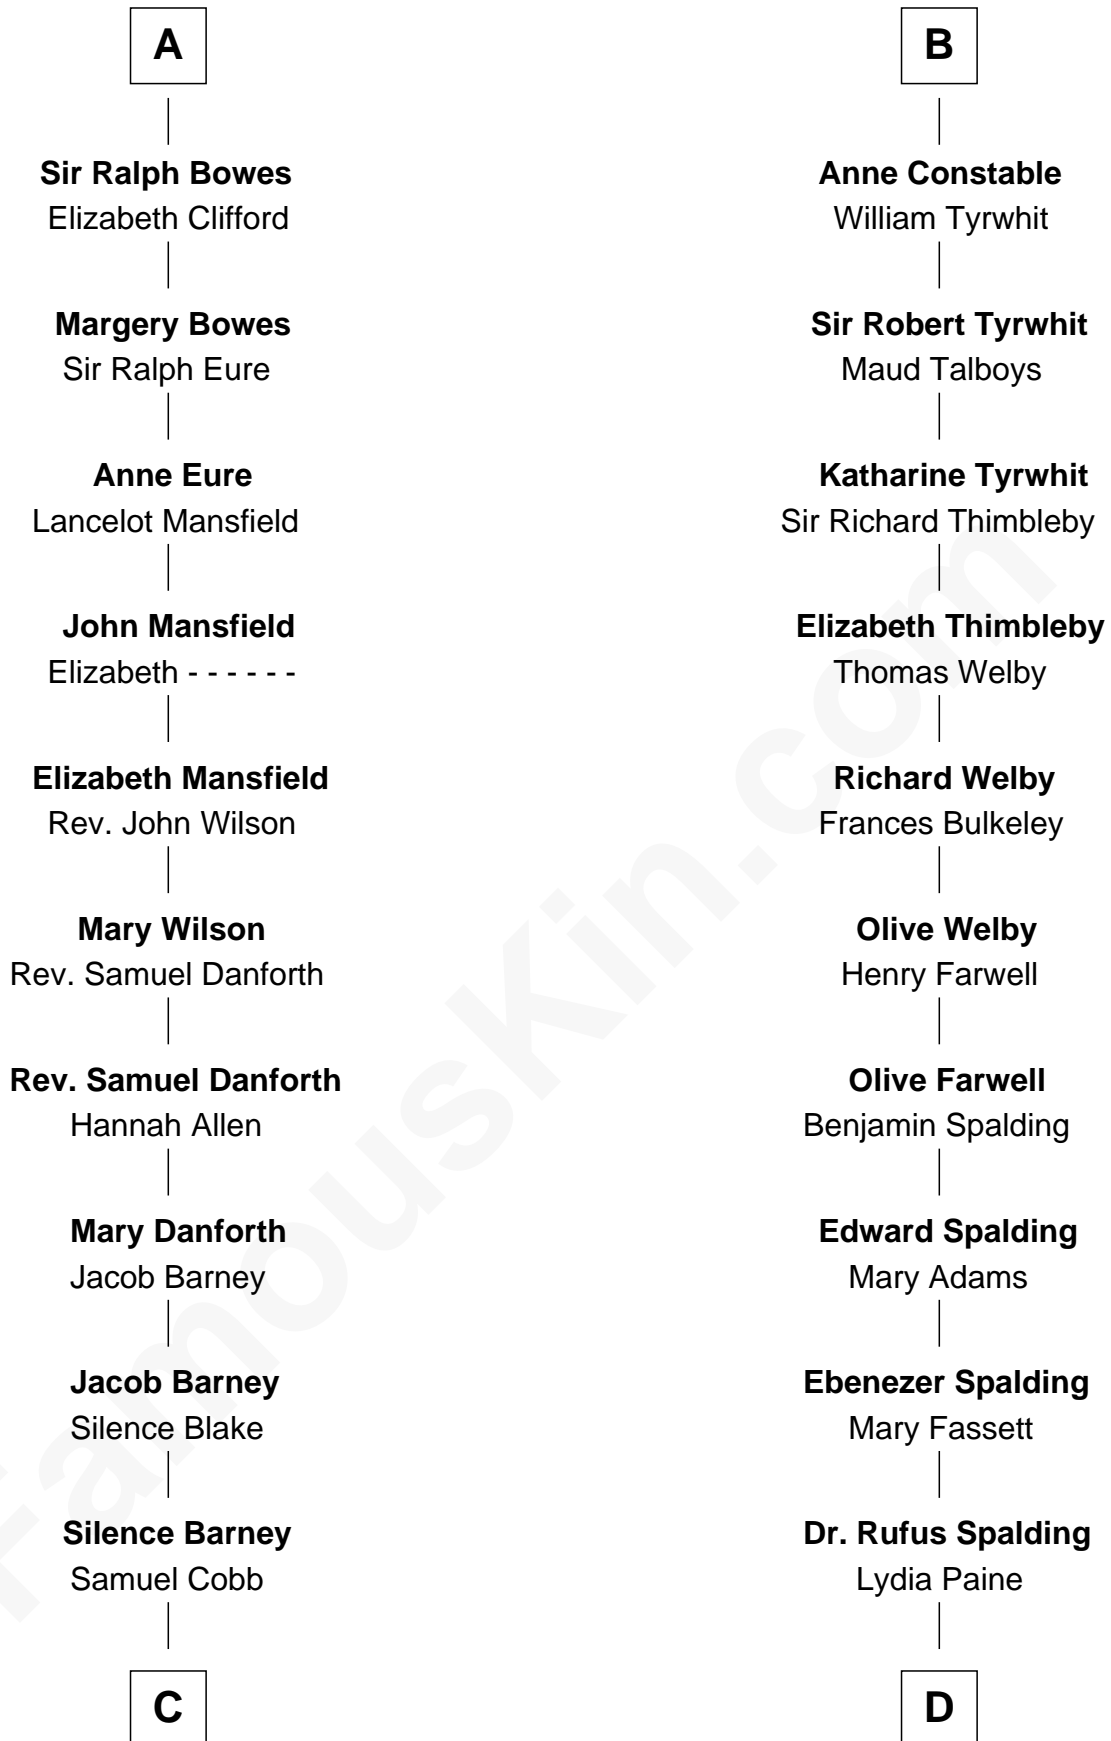 A
Sir Ralph Bowes
Elizabeth Clifford
Margery Bowes
Sir Ralph Eure
Anne Eure
Lancelot Mansfield
John Mansfield
Elizabeth - - - - - -
Elizabeth Mansfield
Rev. John Wilson
Mary Wilson
Rev. Samuel Danforth
Rev. Samuel Danforth
Hannah Allen
Mary Danforth
Jacob Barney
Jacob Barney
Silence Blake
Silence Barney
Samuel Cobb
C
B
Anne Constable
William Tyrwhit
Sir Robert Tyrwhit
Maud Talboys
Katharine Tyrwhit
Sir Richard Thimbleby
Elizabeth Thimbleby
Thomas Welby
Richard Welby
Frances Bulkeley
Olive Welby
Henry Farwell
Olive Farwell
Benjamin Spalding
Edward Spalding
Mary Adams
Ebenezer Spalding
Mary Fassett
Dr. Rufus Spalding
Lydia Paine
D
FamousKin.com